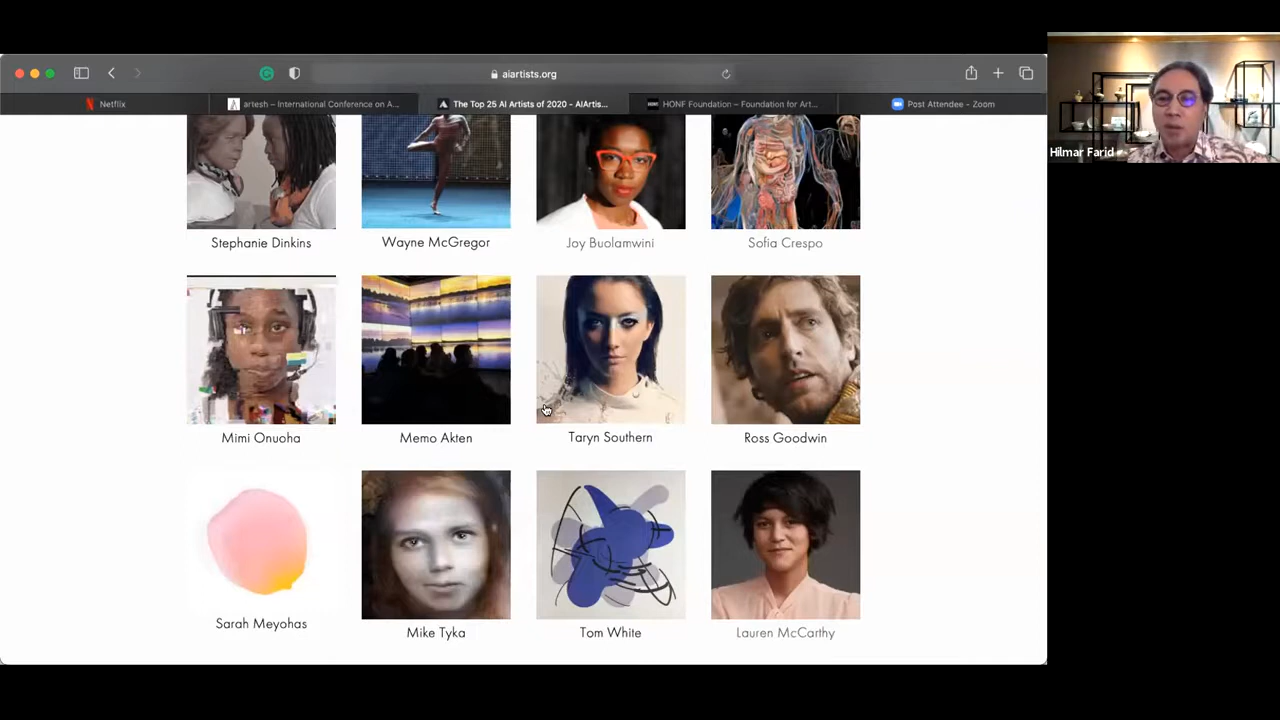 aiartists.org
Netflix
artesh – International Conference on A...
The Top 25 AI Artists of 2020 - AIArtis...
HONF Foundation – Foundation for Art...
Post Attendee - Zoom
Hilmar Farid
Stephanie Dinkins
Wayne McGregor
Joy Buolamwini
Sofia Crespo
Mimi Onuoha
Memo Akten
Taryn Southern
Ross Goodwin
Sarah Meyohas
Mike Tyka
Tom White
Lauren McCarthy